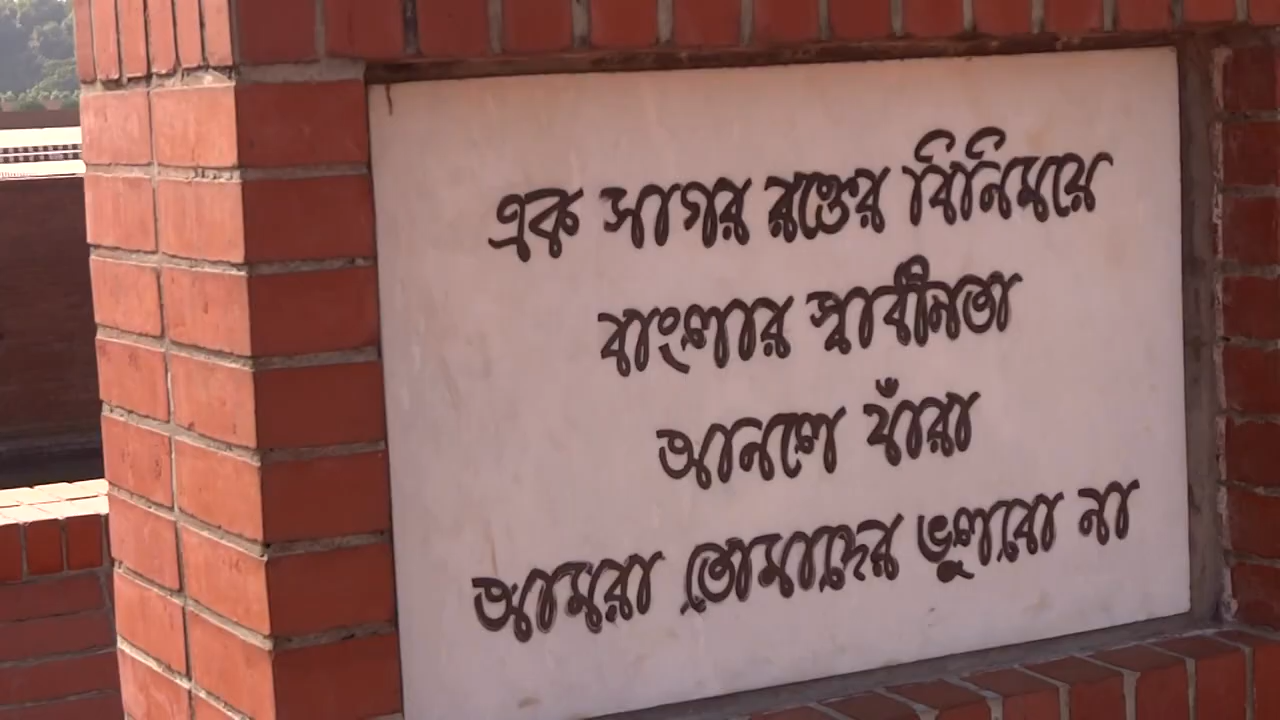 এক সাগর রক্তের বিনিময়ে
বাংলার স্বাধীনতা
আনলে যাঁরা
আমরা তোমাদের ভুলবো না